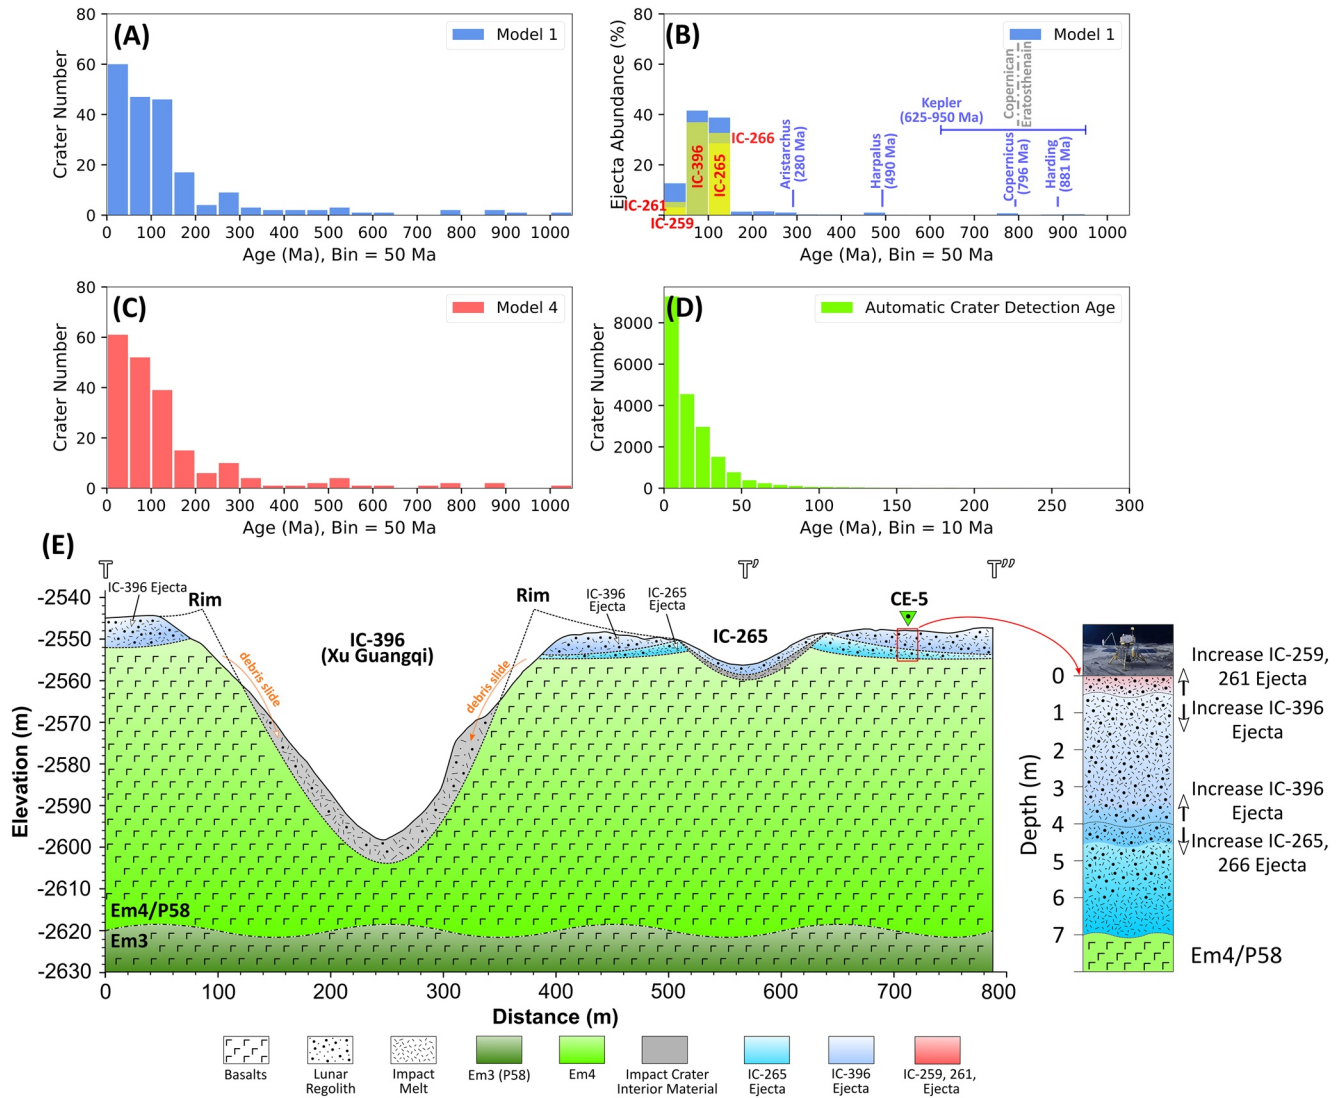 (A)
Model 1
Crater Number
80
60
40
20
0
0 100 200 300 400 500 600 700 800 900 1000
Age (Ma), Bin = 50 Ma
(B)
Model 1
Ejecta Abundance (%)
80
60
40
20
0
IC-261
IC-259
IC-396
IC-265
IC-266
Aristarchus
(280 Ma)
Harpalus
(490 Ma)
Kepler
(625-950 Ma)
Copernican
Eratosthenain
Copernicus
(796 Ma)
Harding
(881 Ma)
100 200 300 400 500 600 700 800 900 1000
Age (Ma), Bin = 50 Ma
(C)
Model 4
Crater Number
80
60
40
20
0
0 100 200 300 400 500 600 700 800 900 1000
Age (Ma), Bin = 50 Ma
(D)
Automatic Crater Detection Age
Crater Number
8000
6000
4000
2000
0
0 50 100 150 200 250 300
Age (Ma), Bin = 10 Ma
(E)
T
T'
T''
Elevation (m)
-2540
-2550
-2560
-2570
-2580
-2590
-2600
-2610
-2620
-2630
IC-396 Ejecta
Rim
debris slide
IC-396
(Xu Guangqi)
Rim
debris slide
IC-396
Ejecta
IC-265
Ejecta
IC-265
CE-5
Em4/P58
Em3
0 100 200 300 400 500 600 700 800
Distance (m)
Depth (m)
0
1
2
3
4
5
6
7
Increase IC-259,
261 Ejecta
Increase IC-396
Ejecta
Increase IC-396
Ejecta
Increase IC-265,
266 Ejecta
Em4/P58
Basalts
Lunar
Regolith
Impact
Melt
Em3 (P58)
Em4
Impact Crater
Interior Material
IC-265
Ejecta
IC-396
Ejecta
IC-259, 261,
Ejecta